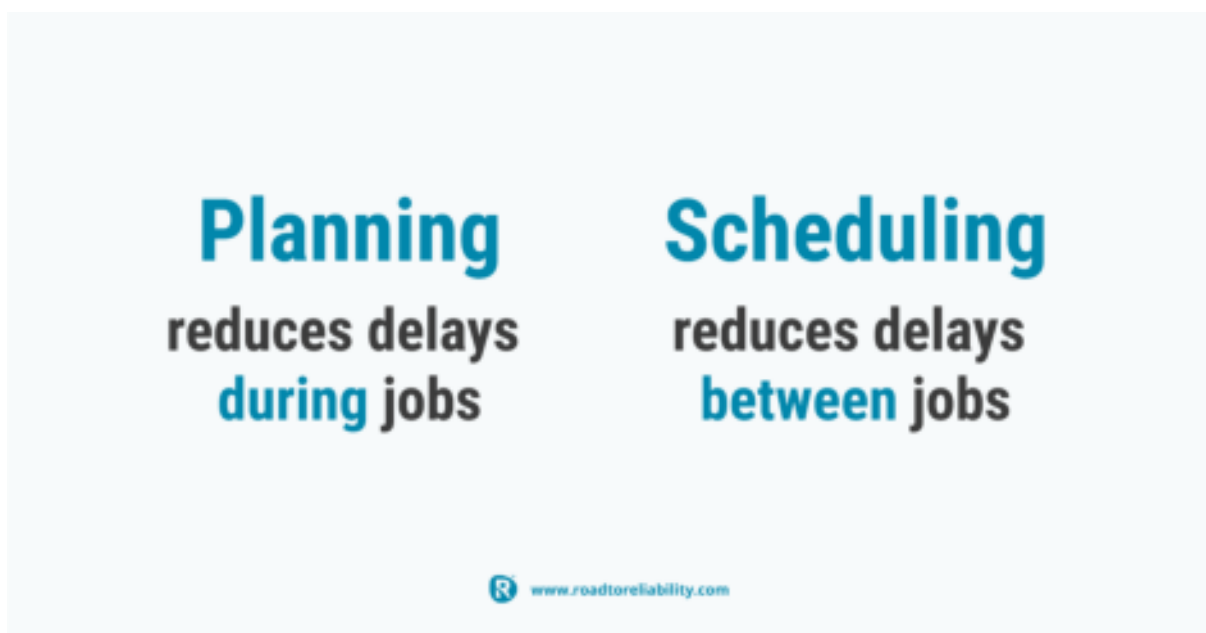 Planning
reduces delays
during jobs
Scheduling
reduces delays
between jobs
R
www.roadtoreliability.com